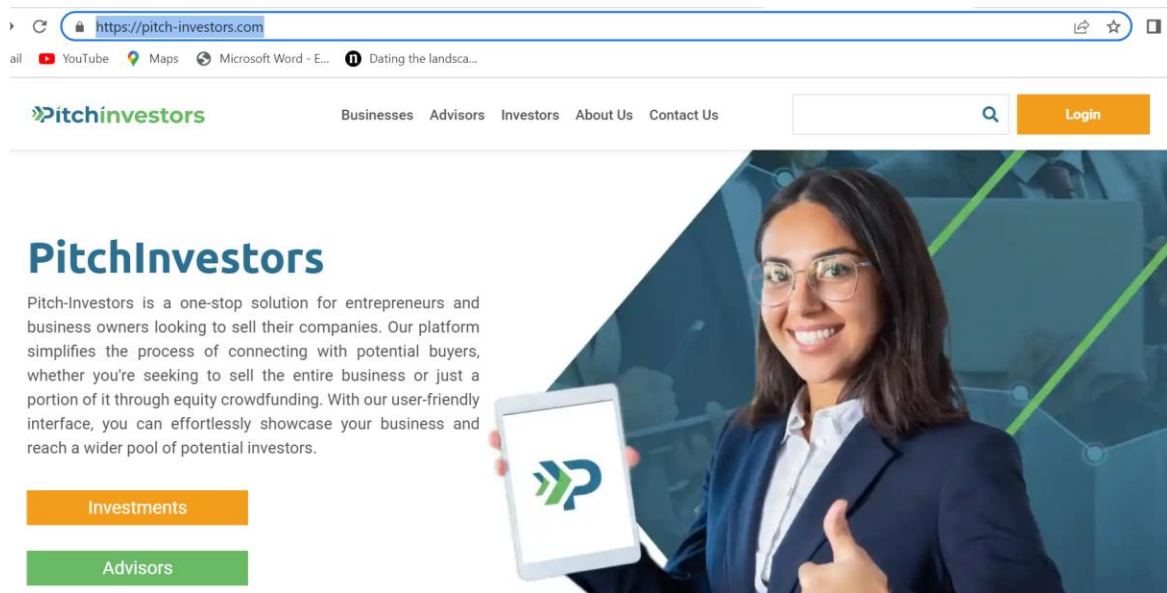 https://pitch-investors.com
ail YouTube Maps Microsoft Word - E... Dating the landsca...
Pitchinvestors Businesses Advisors Investors About Us Contact Us Login
PitchInvestors
Pitch-Investors is a one-stop solution for entrepreneurs and
business owners looking to sell their companies. Our platform
simplifies the process of connecting with potential buyers,
whether you're seeking to sell the entire business or just a
portion of it through equity crowdfunding. With our user-friendly
interface, you can effortlessly showcase your business and
reach a wider pool of potential investors.
Investments
Advisors